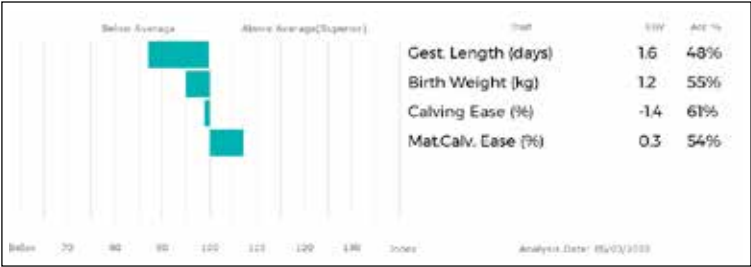 Below Average Above Average(Superior) Trait EBV Acc %
Gest. Length (days) 1.6 48%
Birth Weight (kg) 1.2 55%
Calving Ease (%) -1.4 61%
Mat.Calv. Ease (%) 0.3 54%
Below 70 80 90 100 110 120 130 Index Analysis Date: